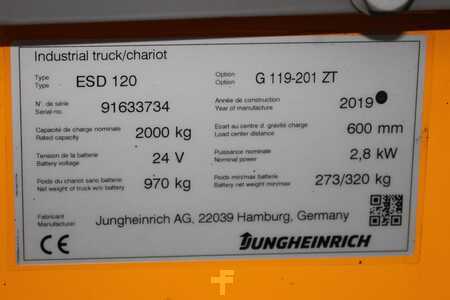 Industrial truck/chariot
Type
Type
ESD 120
Option
Option
G 119-201 ZT
N°. de série
Serial no.
91633734
Année de construction
Year of manufacture
2019
Capacité de charge nominale
Rated capacity
2000 kg
Ecart au centre d. gravité charge
Load center distance
600 mm
Tension de la batterie
Battery voltage
24 V
Puissance nominale
Nominal power
2,8 kW
Poids du chariot sans batterie
Net weight of truck w/o battery
970 kg
Poids mini/max batterie
Battery net weight min/max
273/320 kg
Fabricant
Manufacturer
Jungheinrich AG, 22039 Hamburg, Germany
CE
JUNGHEINRICH